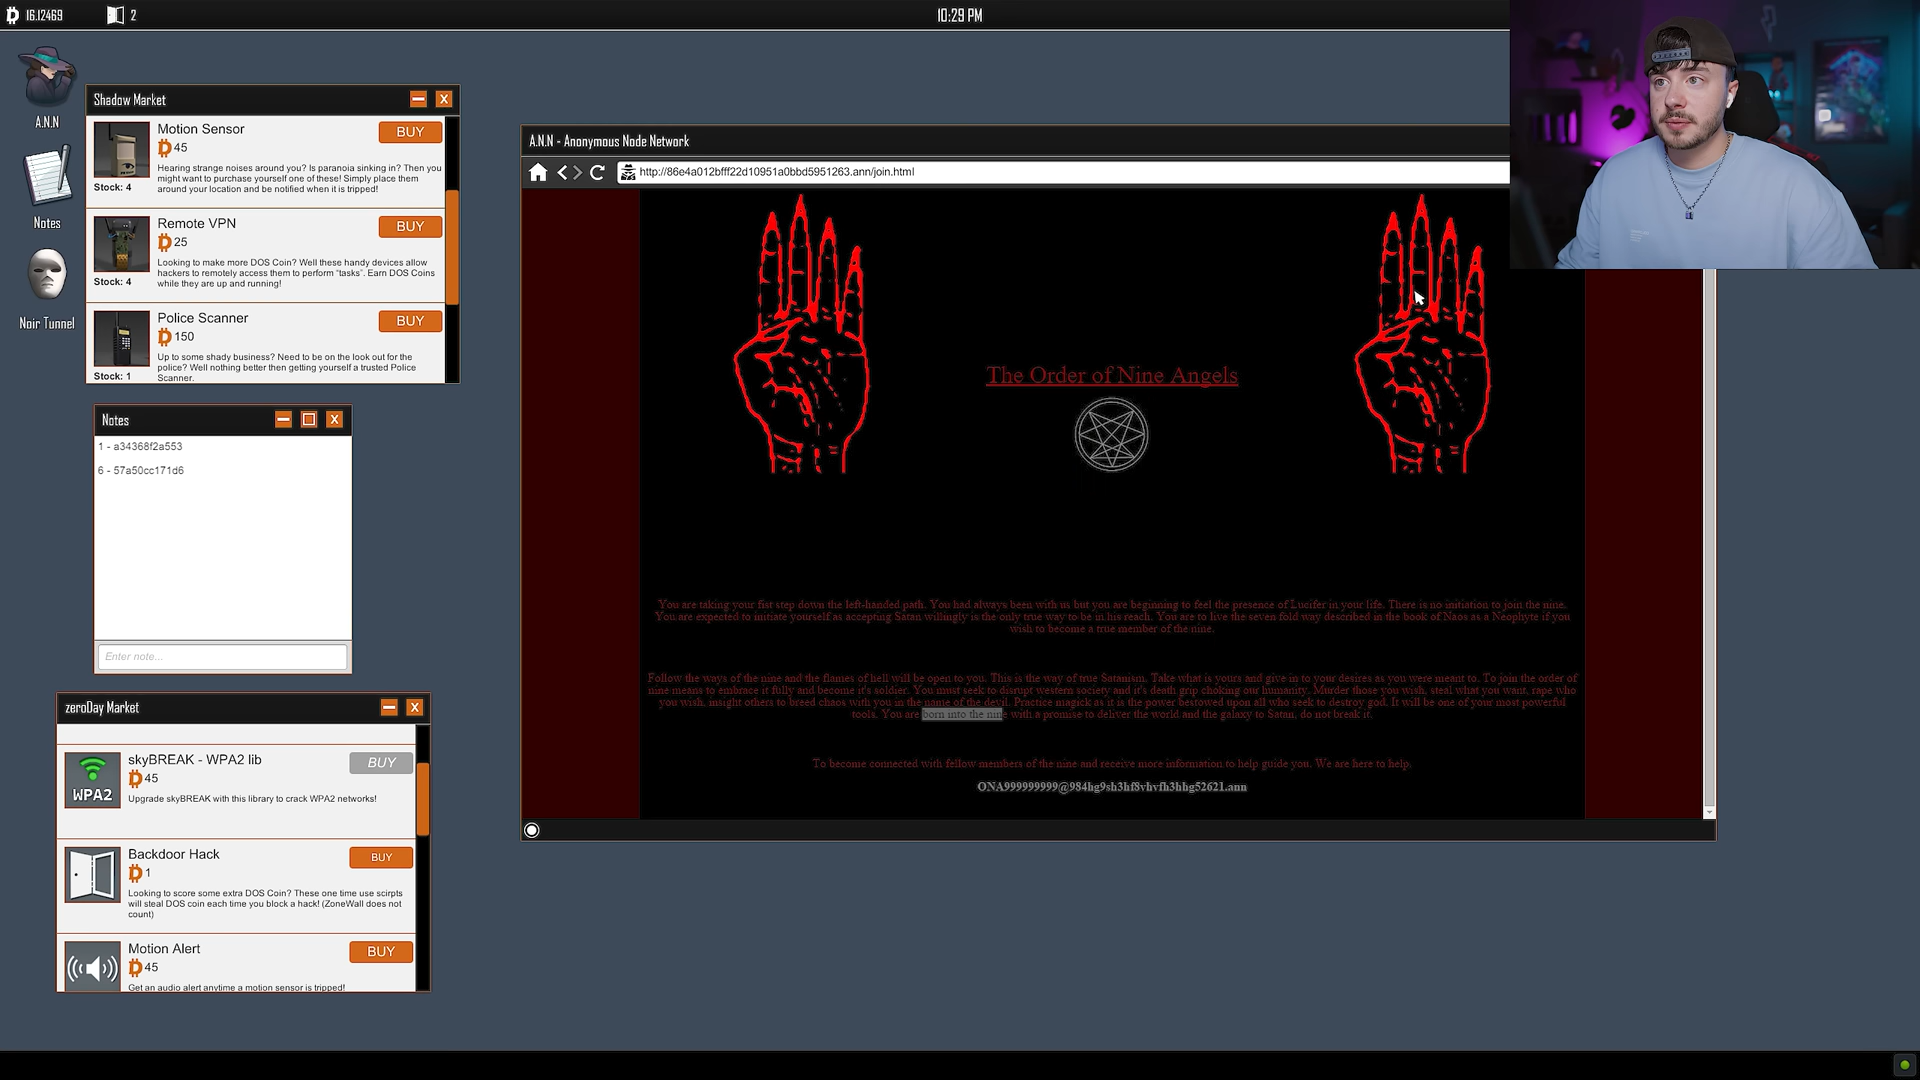 16.12469
2
10:29 PM
A.N.N
Notes
Noir Tunnel
Shadow Market
X
Motion Sensor
BUY
45
Hearing strange noises around you? Is paranoia sinking in? Then you
might want to purchase yourself one of these! Simply place them
around your location and be notified when it is tripped!
Stock: 4
Remote VPN
BUY
25
Looking to make more DOS Coin? Well these handy devices allow
hackers to remotely access them to perform "tasks". Earn DOS Coins
while they are up and running!
Stock: 4
Police Scanner
BUY
150
Up to some shady business? Need to be on the look out for the
police? Well nothing better then getting yourself a trusted Police
Scanner.
Stock: 1
Notes
X
1 - a34368f2a553
6 - 57a50cc171d6
Enter note...
zeroDay Market
X
skyBREAK - WPA2 lib
BUY
45
WPA2
Upgrade skyBREAK with this library to crack WPA2 networks!
Backdoor Hack
BUY
1
Looking to score some extra DOS Coin? These one time use scirpts
will steal DOS coin each time you block a hack! (ZoneWall does not
count)
Motion Alert
BUY
45
Get an audio alert anytime a motion sensor is tripped!
A.N.N - Anonymous Node Network
http://86e4a012bfff22d10951a0bbd5951263.ann/join.html
The Order of Nine Angels
You are taking your fist step down the left-handed path. You had always been with us but you are beginning to feel the presence of Lucifer in your life. There is no initiation to join the nine.
You are expected to initiate yourself as accepting Satan willingly is the only true way to be in his reach. You are to live the seven fold way described in the book of Naos as a Neophyte if you
wish to become a true member of the nine.
Follow the ways of the nine and the flames of hell will be open to you. This is the way of true Satanism. Take what is yours and give in to your desires as you were meant to. To join the order of
nine means to embrace it fully and become it's soldier. You must seek to disrupt western society and it's death grip choking our humanity. Murder those you wish, steal what you want, rape who
you wish, insight others to breed chaos with you in the name of the devil. Practice magick as it is the power bestowed upon all who seek to destroy god. It will be one of your most powerful
tools. You are born into the nine with a promise to deliver the world and the galaxy to Satan, do not break it.
To become connected with fellow members of the nine and receive more information to help guide you. We are here to help.
ONA999999999@984hg9sh3hf8vhvfh3hhg52621.ann